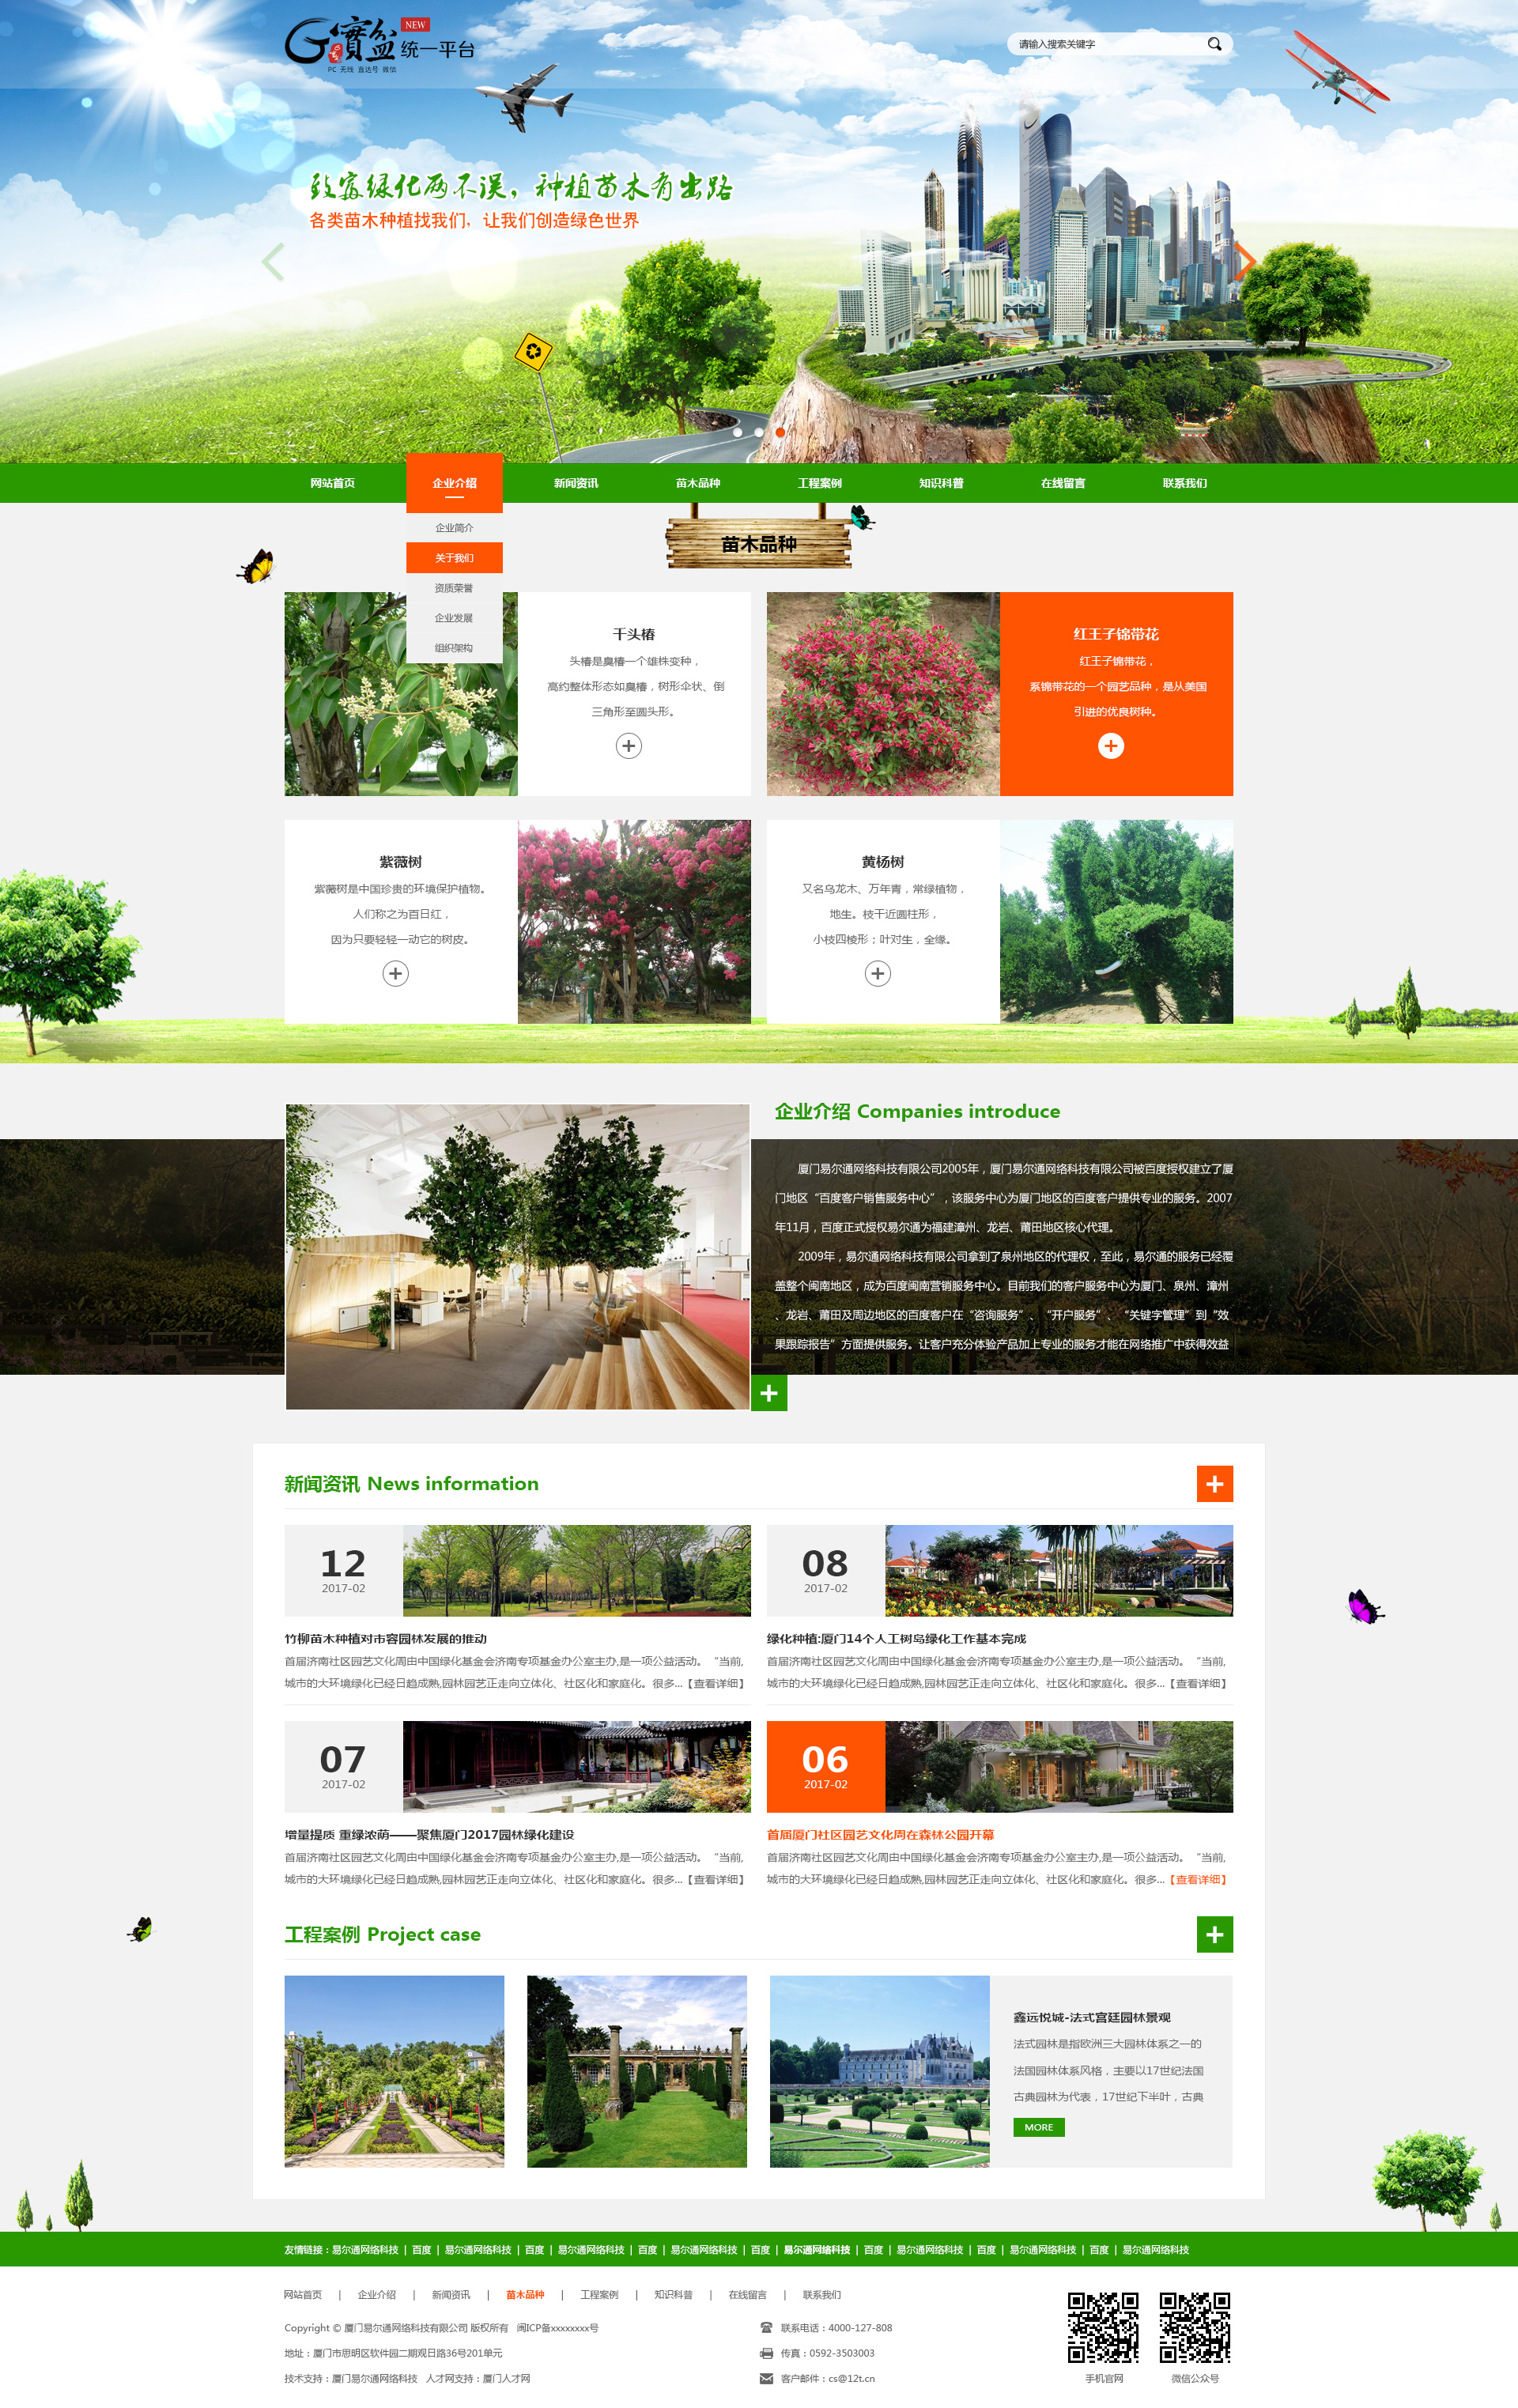 G實盆
NEW
统一平台
PC 无线 直达号 微信
请输入搜索关键字
致富绿化两不误，种植苗木有出路
各类苗木种植找我们，让我们创造绿色世界
网站首页
企业介绍
新闻资讯
苗木品种
工程案例
知识科普
在线留言
联系我们
企业简介
关于我们
资质荣誉
企业发展
组织架构
苗木品种
千头椿
头椿是臭椿一个雄株变种，
高约整体形态如臭椿，树形伞状、倒
三角形至圆头形。
红王子锦带花
红王子锦带花，
系锦带花的一个园艺品种，是从美国
引进的优良树种。
紫薇树
紫薇树是中国珍贵的环境保护植物。
人们称之为百日红，
因为只要轻轻一动它的树皮。
黄杨树
又名乌龙木、万年青，常绿植物，
地生。枝干近圆柱形，
小枝四棱形；叶对生，全缘。
企业介绍 Companies introduce
厦门易尔通网络科技有限公司2005年，厦门易尔通网络科技有限公司被百度授权建立了厦
门地区“百度客户销售服务中心”，该服务中心为厦门地区的百度客户提供专业的服务。2007
年11月，百度正式授权易尔通为福建漳州、龙岩、莆田地区核心代理。
2009年，易尔通网络科技有限公司拿到了泉州地区的代理权，至此，易尔通的服务已经覆
盖整个闽南地区，成为百度闽南营销服务中心。目前我们的客户服务中心为厦门、泉州、漳州
、龙岩、莆田及周边地区的百度客户在“咨询服务”、“开户服务”、“关键字管理”到“效
果跟踪报告”方面提供服务。让客户充分体验产品加上专业的服务才能在网络推广中获得效益
新闻资讯 News information
12
2017-02
竹柳苗木种植对市容园林发展的推动
首届济南社区园艺文化周由中国绿化基金会济南专项基金办公室主办,是一项公益活动。“当前,
城市的大环境绿化已经日趋成熟,园林园艺正走向立体化、社区化和家庭化。很多...【查看详细】
08
2017-02
绿化种植:厦门14个人工树岛绿化工作基本完成
首届济南社区园艺文化周由中国绿化基金会济南专项基金办公室主办,是一项公益活动。“当前,
城市的大环境绿化已经日趋成熟,园林园艺正走向立体化、社区化和家庭化。很多...【查看详细】
07
2017-02
增量提质 重绿浓荫——聚焦厦门2017园林绿化建设
首届济南社区园艺文化周由中国绿化基金会济南专项基金办公室主办,是一项公益活动。“当前,
城市的大环境绿化已经日趋成熟,园林园艺正走向立体化、社区化和家庭化。很多...【查看详细】
06
2017-02
首届厦门社区园艺文化周在森林公园开幕
首届济南社区园艺文化周由中国绿化基金会济南专项基金办公室主办,是一项公益活动。“当前,
城市的大环境绿化已经日趋成熟,园林园艺正走向立体化、社区化和家庭化。很多...【查看详细】
工程案例 Project case
鑫远悦城-法式宫廷园林景观
法式园林是指欧洲三大园林体系之一的
法国园林体系风格，主要以17世纪法国
古典园林为代表，17世纪下半叶，古典
MORE
友情链接：易尔通网络科技 | 百度 | 易尔通网络科技 | 百度 | 易尔通网络科技 | 百度 | 易尔通网络科技 | 百度 | 易尔通网络科技 | 百度 | 易尔通网络科技 | 百度 | 易尔通网络科技 | 百度 | 易尔通网络科技
网站首页 | 企业介绍 | 新闻资讯 | 苗木品种 | 工程案例 | 知识科普 | 在线留言 | 联系我们
Copyright © 厦门易尔通网络科技有限公司 版权所有 闽ICP备xxxxxxxx号
地址：厦门市思明区软件园二期观日路36号201单元
技术支持：厦门易尔通网络科技 人才网支持：厦门人才网
联系电话：4000-127-808
传真：0592-3503003
客户邮件：cs@12t.cn
手机官网
微信公众号